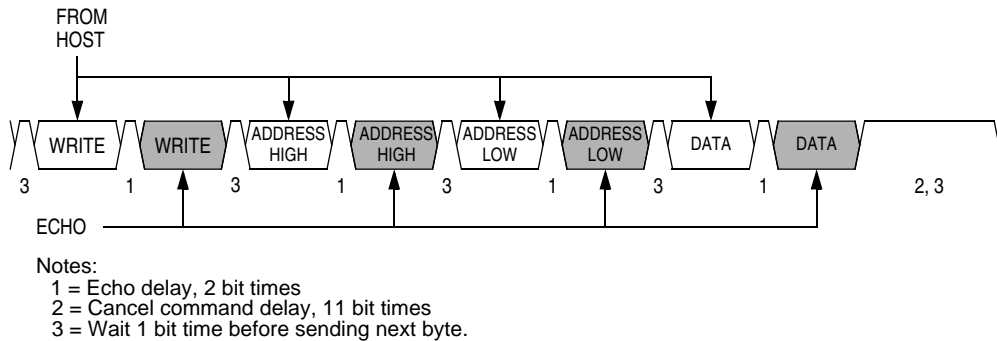 FROM
HOST
WRITE WRITE ADDRESS HIGH ADDRESS HIGH ADDRESS LOW ADDRESS LOW DATA DATA
3 1 3 1 3 1 3 1 2, 3
ECHO
Notes:
1 = Echo delay, 2 bit times
2 = Cancel command delay, 11 bit times
3 = Wait 1 bit time before sending next byte.